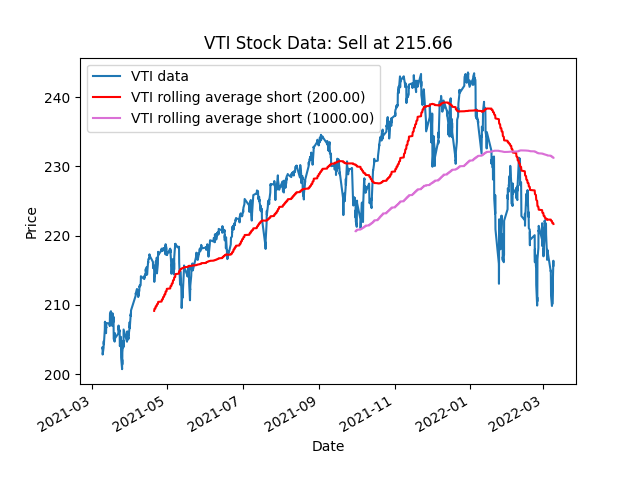 VTI Stock Data: Sell at 215.66
VTI data
VTI rolling average short (200.00)
VTI rolling average short (1000.00)
240
230
220
210
200
Price
2021-03
2021-05
2021-07
2021-09
2021-11
2022-01
2022-03
Date